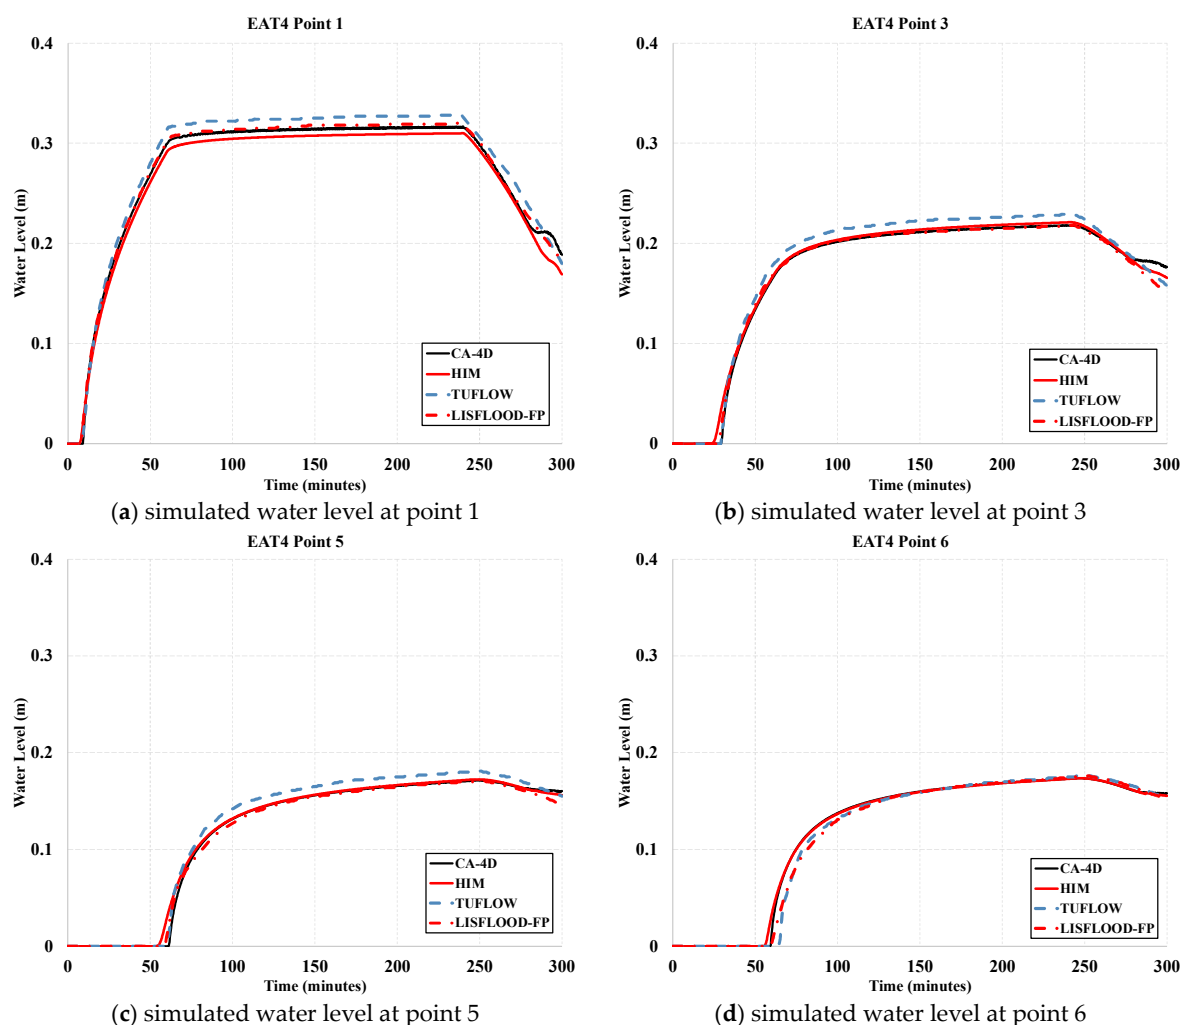 EAT4 Point 1
0.4
0.3
0.2
0.1
0
Water Level (m)
CA-4D
HIM
TUFLOW
LISFLOOD-FP
0 50 100 150 200 250 300
Time (minutes)
(a) simulated water level at point 1
EAT4 Point 3
0.4
0.3
0.2
0.1
0
Water Level (m)
CA-4D
HIM
TUFLOW
LISFLOOD-FP
0 50 100 150 200 250 300
Time (minutes)
(b) simulated water level at point 3
EAT4 Point 5
0.4
0.3
0.2
0.1
0
Water Level (m)
CA-4D
HIM
TUFLOW
LISFLOOD-FP
0 50 100 150 200 250 300
Time (minutes)
(c) simulated water level at point 5
EAT4 Point 6
0.4
0.3
0.2
0.1
0
Water Level (m)
CA-4D
HIM
TUFLOW
LISFLOOD-FP
0 50 100 150 200 250 300
Time (minutes)
(d) simulated water level at point 6